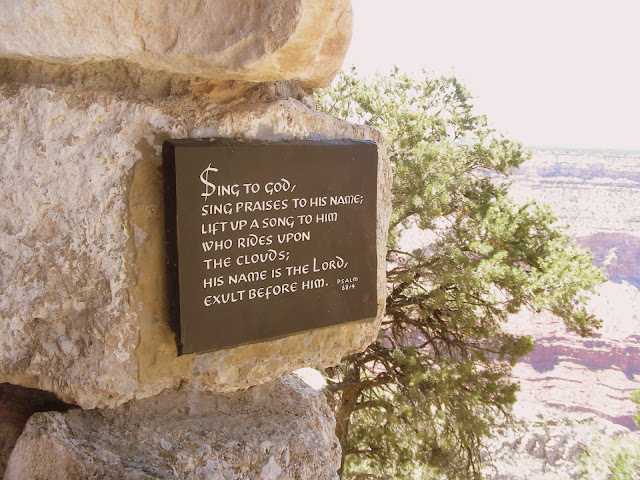 Sing to God,
sing praises to his name;
lift up a song to him
who rides upon
the clouds;
his name is the Lord,
exult before him.
PSALM
68/4